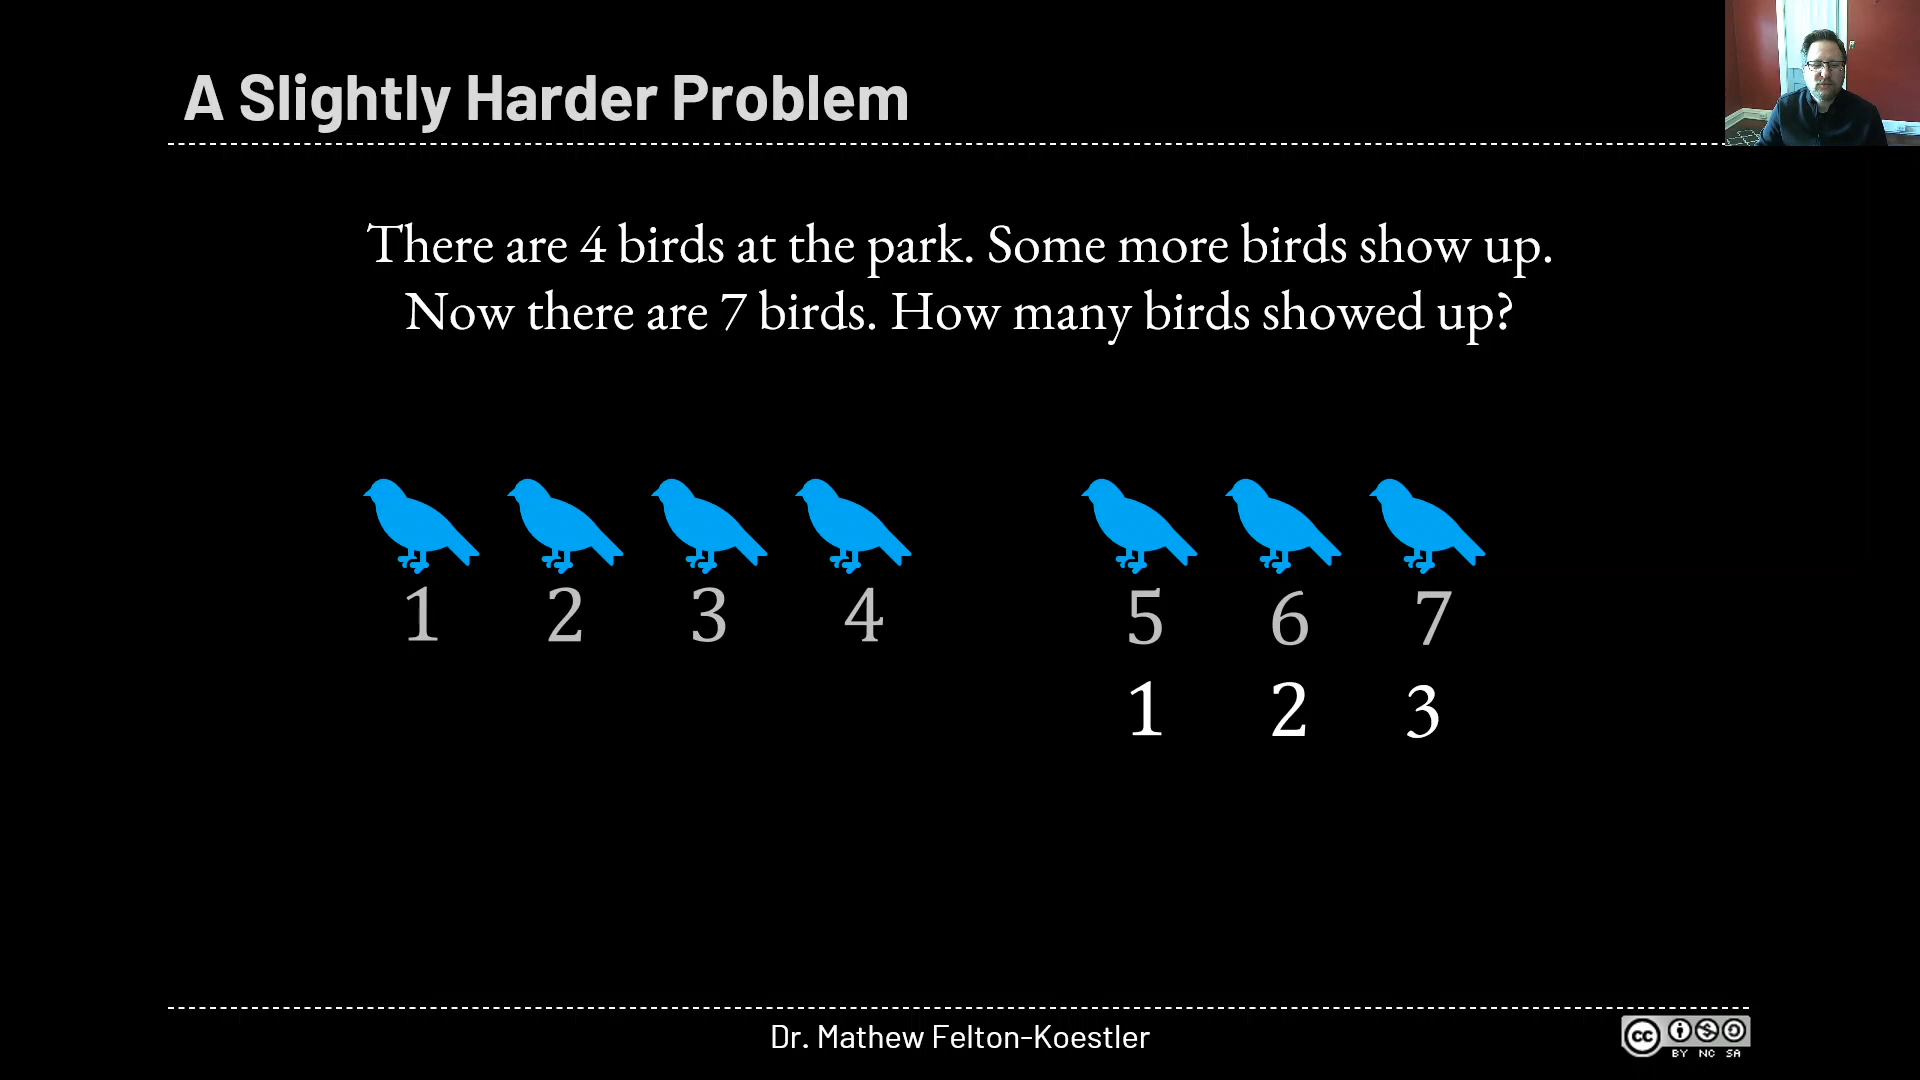 A Slightly Harder Problem
There are 4 birds at the park. Some more birds show up.
Now there are 7 birds. How many birds showed up?
1 2 3 4 5 6 7
1 2 3
Dr. Mathew Felton-Koestler
cc
BY NC SA